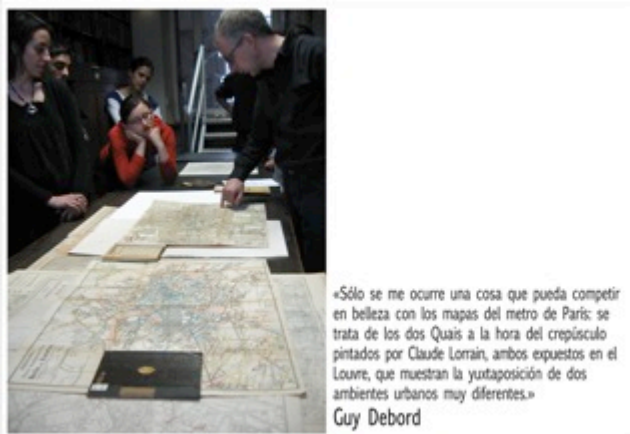 «Sólo se me ocurre una cosa que pueda competir
en belleza con los mapas del metro de París: se
trata de los dos Quais a la hora del crepúsculo
pintados por Claude Lorrain, ambos expuestos en el
Louvre, que muestran la yuxtaposición de dos
ambientes urbanos muy diferentes.»
Guy Debord